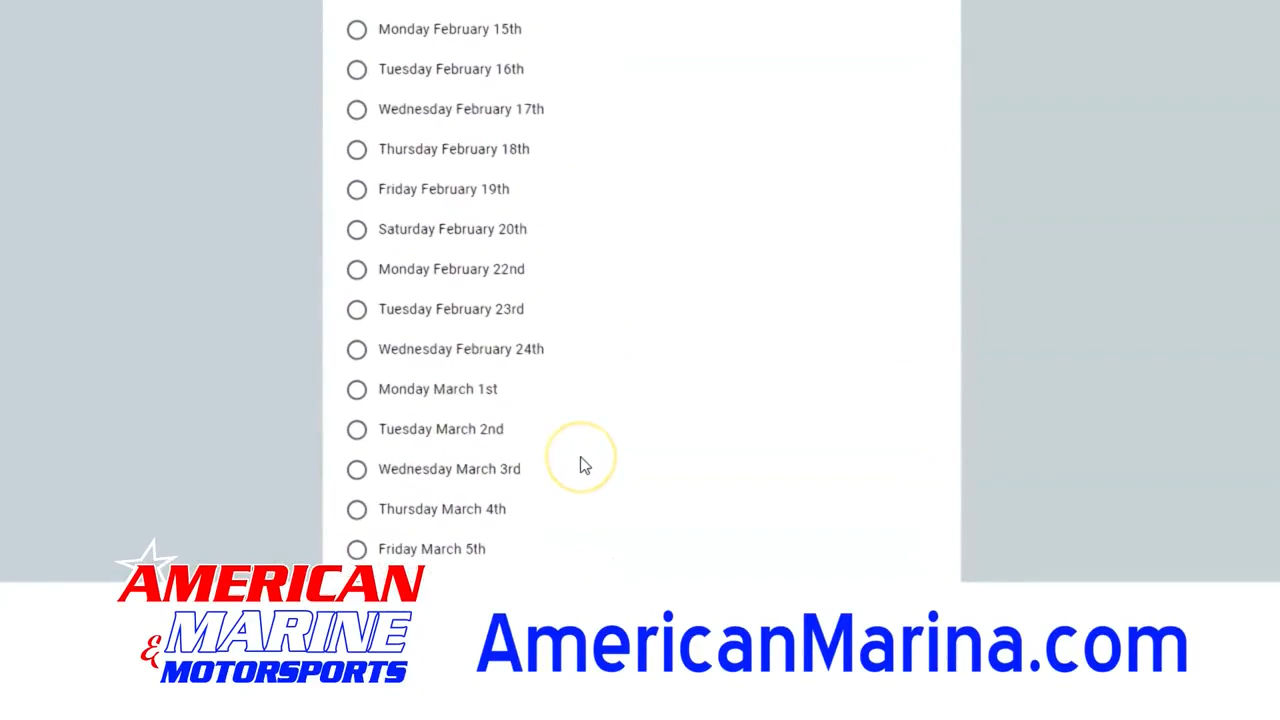 Monday February 15th
Tuesday February 16th
Wednesday February 17th
Thursday February 18th
Friday February 19th
Saturday February 20th
Monday February 22nd
Tuesday February 23rd
Wednesday February 24th
Monday March 1st
Tuesday March 2nd
Wednesday March 3rd
Thursday March 4th
Friday March 5th
AMERICAN
MARINE
& MOTORSPORTS
AmericanMarina.com